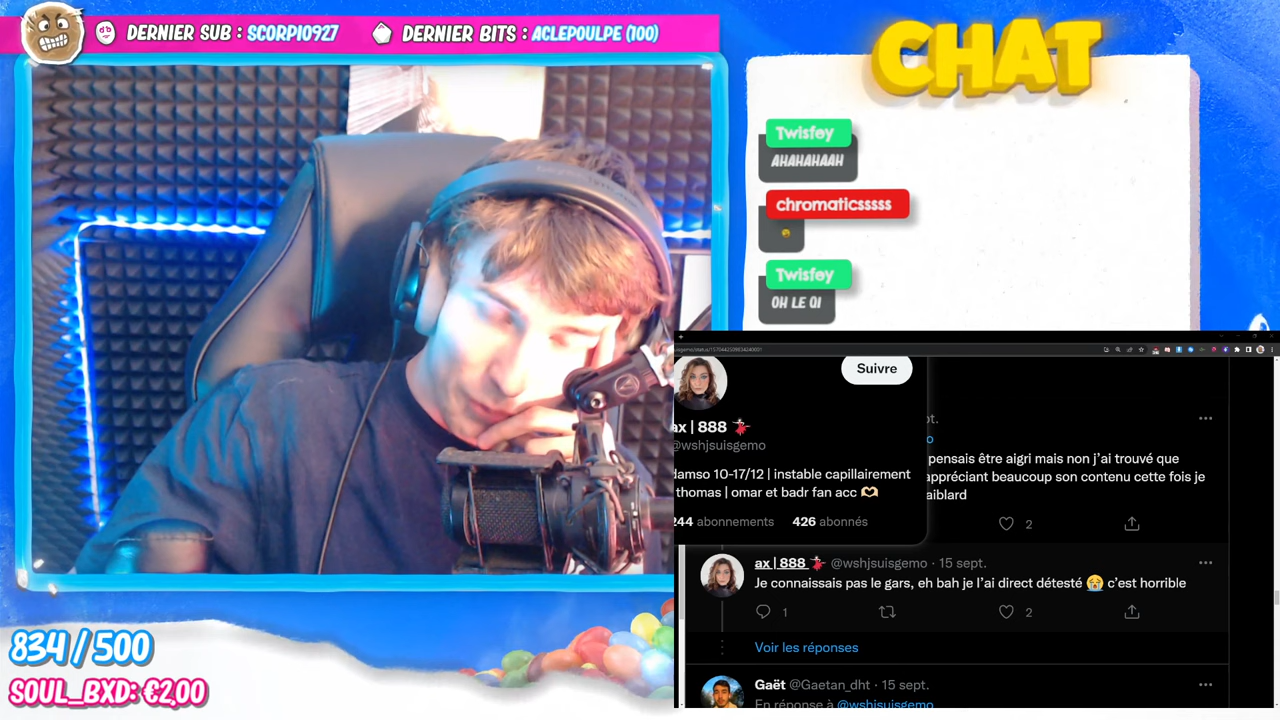 DERNIER SUB : SCORPIO927
DERNIER BITS : ACLEPOULPE (100)
CHAT
Twisfey
AHAHAHAAH
chromaticsssss
Twisfey
OH LE QI
Suivre
ax | 888 💃
@wshjsuisgemo
damso 10-17/12 | instable capillairement
thomas | omar et badr fan acc 🫶
244 abonnements 426 abonnés
pt.
o
pensais être aigri mais non j’ai trouvé que
appréciant beaucoup son contenu cette fois je
aiblard
2
ax | 888 💃 @wshjsuisgemo · 15 sept.
Je connaissais pas le gars, eh bah je l’ai direct détesté 😭 c’est horrible
1 2
Voir les réponses
Gaët @Gaetan_dht · 15 sept.
En réponse à @wshjsuisgemo
834 / 500
SOUL_BXD: €2,00